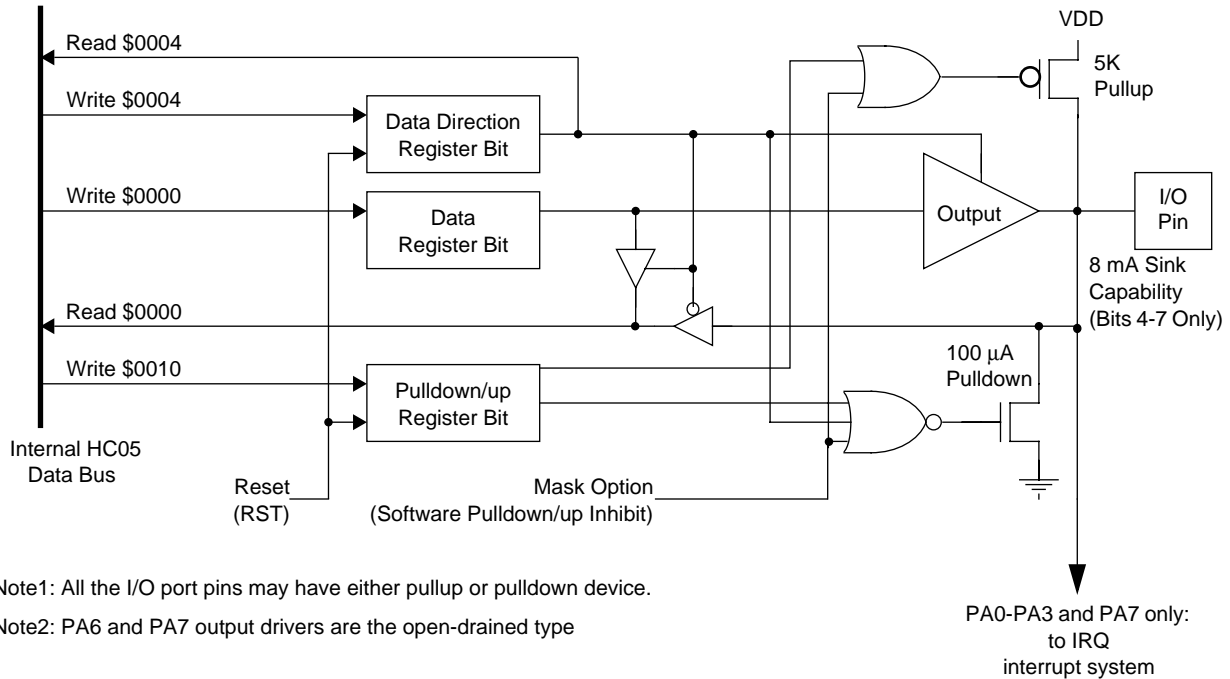 VDD
Read $0004
5K
Pullup
Write $0004
Data Direction
Register Bit
Write $0000
Data
Register Bit
Output
I/O
Pin
8 mA Sink
Capability
(Bits 4-7 Only)
Read $0000
100 μA
Pulldown
Write $0010
Pulldown/up
Register Bit
Internal HC05
Data Bus
Reset
(RST)
Mask Option
(Software Pulldown/up Inhibit)
Note1: All the I/O port pins may have either pullup or pulldown device.
Note2: PA6 and PA7 output drivers are the open-drained type
PA0-PA3 and PA7 only:
to IRQ
interrupt system